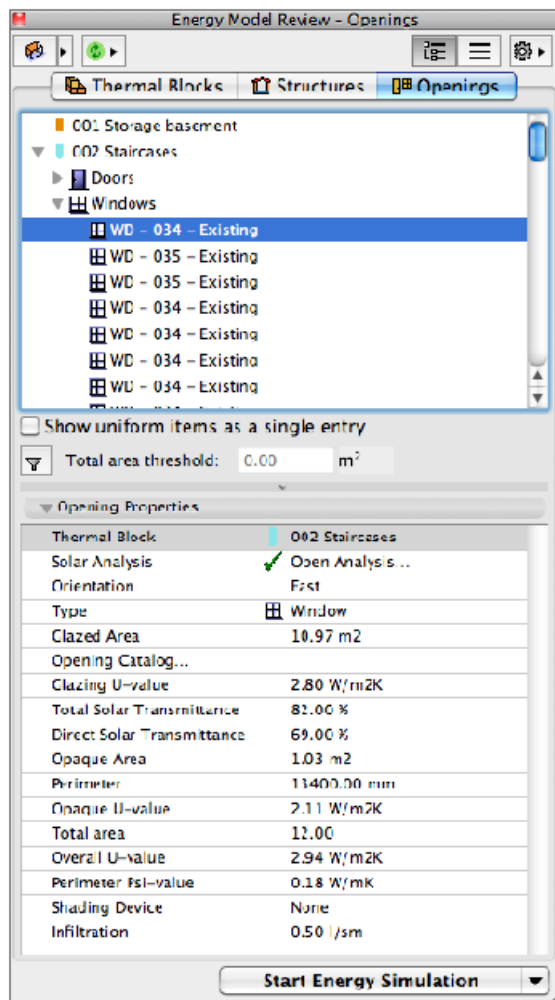 Energy Model Review – Openings
Thermal Blocks Structures Openings
001 Storage basement
002 Staircases
Doors
Windows
WD – 034 – Existing
WD – 035 – Existing
WD – 035 – Existing
WD – 034 – Existing
WD – 034 – Existing
WD – 034 – Existing
WD – 034 – Existing
Show uniform items as a single entry
Total area threshold: 0.00 m²
Opening Properties
Thermal Block 002 Staircases
Solar Analysis Open Analysis...
Orientation East
Type Window
Glazed Area 10.97 m2
Opening Catalog...
Glazing U-value 2.80 W/m2K
Total Solar Transmittance 82.00 %
Direct Solar Transmittance 69.00 %
Opaque Area 1.03 m2
Perimeter 13400.00 mm
Opaque U-value 2.11 W/m2K
Total area 12.00
Overall U-value 2.94 W/m2K
Perimeter Psi-value 0.18 W/mK
Shading Device None
Infiltration 0.50 l/sm
Start Energy Simulation